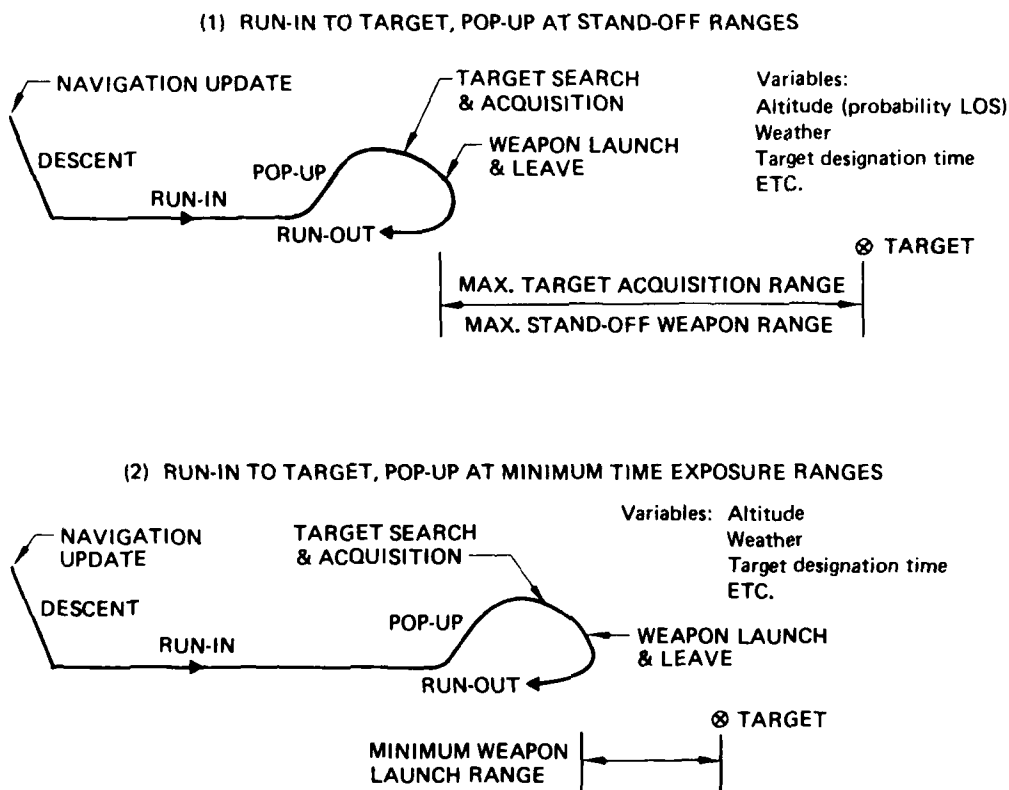 (1) RUN-IN TO TARGET, POP-UP AT STAND-OFF RANGES
NAVIGATION UPDATE
TARGET SEARCH
& ACQUISITION
Variables:
Altitude (probability LOS)
Weather
Target designation time
ETC.
WEAPON LAUNCH
& LEAVE
DESCENT
POP-UP
RUN-IN
RUN-OUT
TARGET
MAX. TARGET ACQUISITION RANGE
MAX. STAND-OFF WEAPON RANGE
(2) RUN-IN TO TARGET, POP-UP AT MINIMUM TIME EXPOSURE RANGES
Variables: Altitude
Weather
Target designation time
ETC.
NAVIGATION
UPDATE
TARGET SEARCH
& ACQUISITION
DESCENT
POP-UP
RUN-IN
WEAPON LAUNCH
& LEAVE
RUN-OUT
TARGET
MINIMUM WEAPON
LAUNCH RANGE